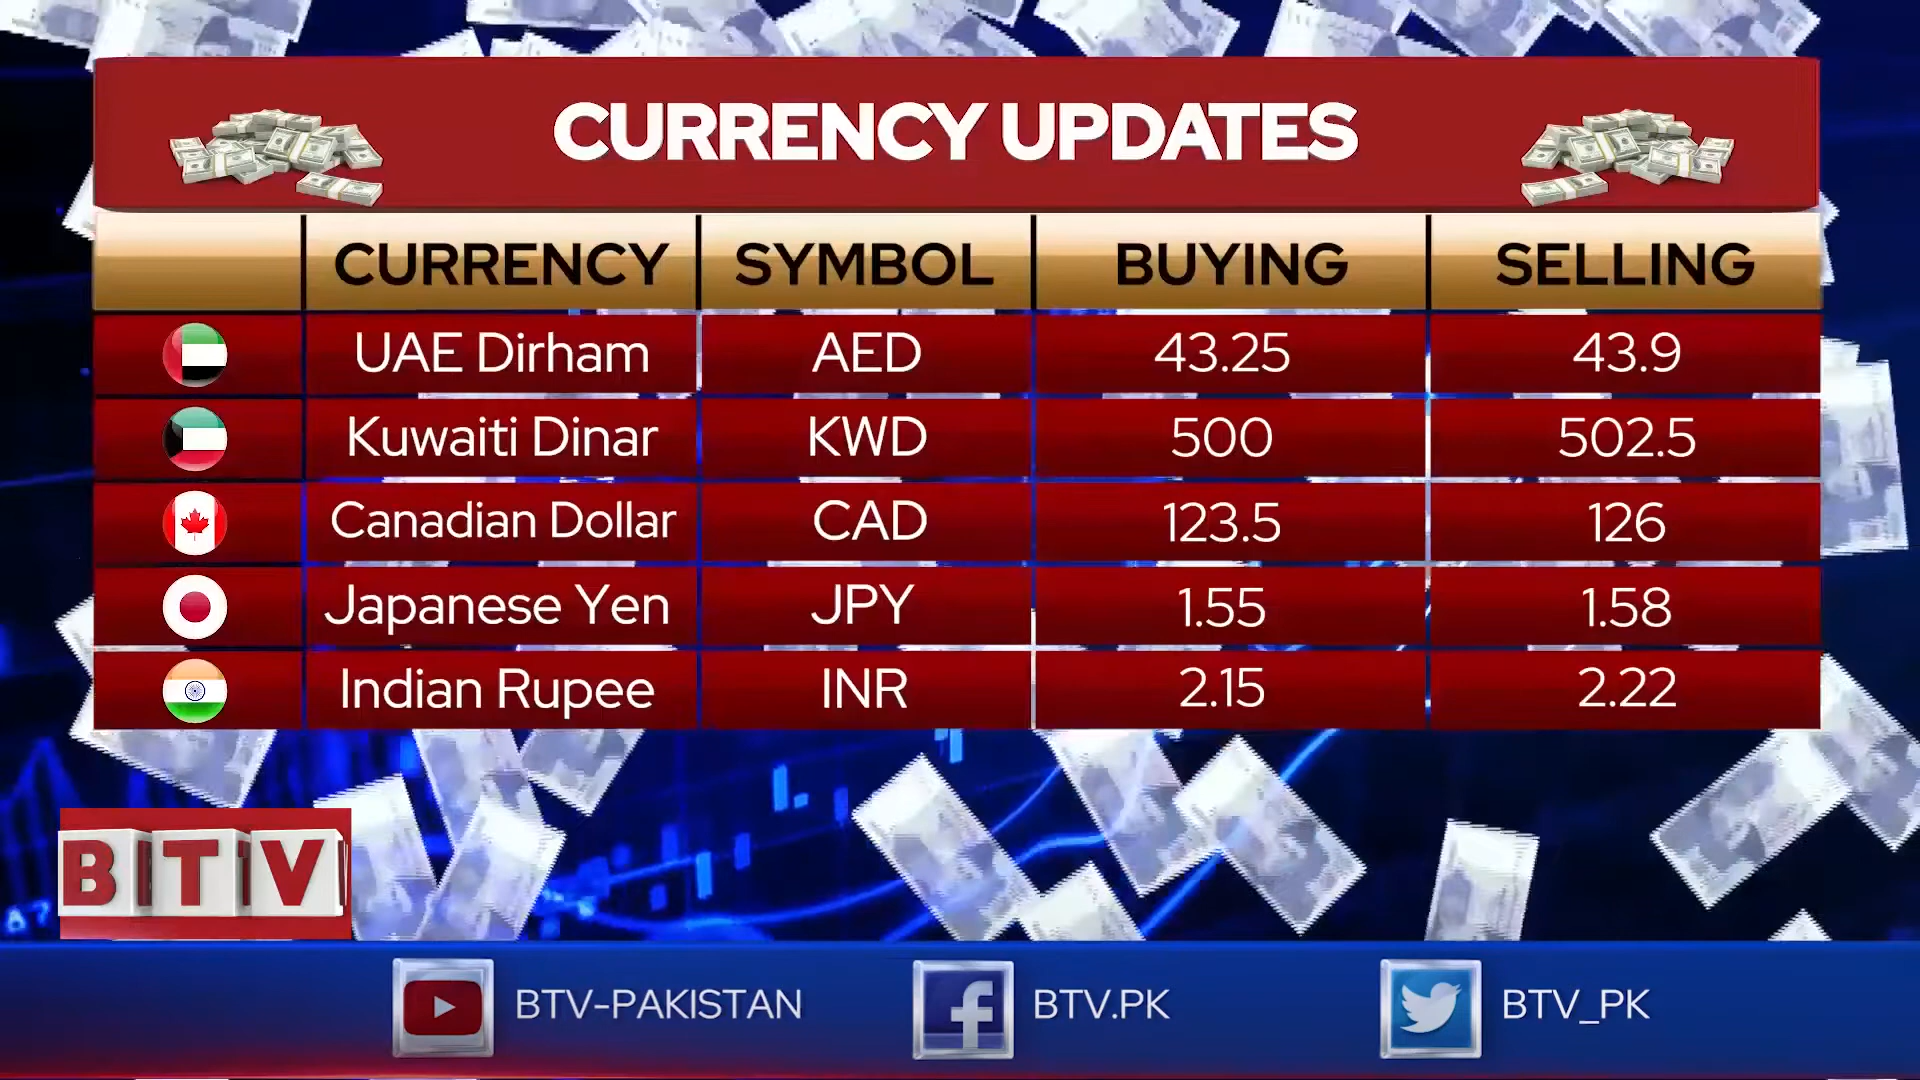 CURRENCY UPDATES
CURRENCY SYMBOL BUYING SELLING
UAE Dirham AED 43.25 43.9
Kuwaiti Dinar KWD 500 502.5
Canadian Dollar CAD 123.5 126
Japanese Yen JPY 1.55 1.58
Indian Rupee INR 2.15 2.22
BTV
BTV-PAKISTAN BTV.PK BTV_PK